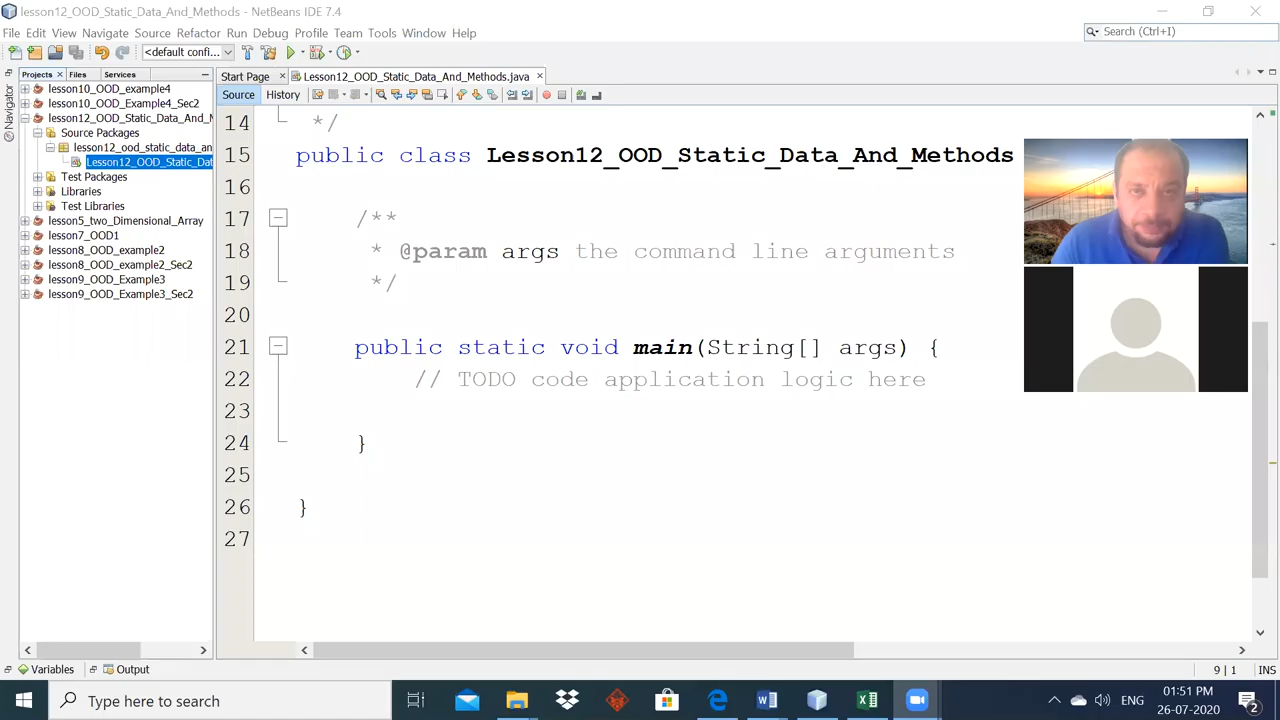 lesson12_OOD_Static_Data_And_Methods - NetBeans IDE 7.4
File Edit View Navigate Source Refactor Run Debug Profile Team Tools Window Help
Search (Ctrl+I)
<default confi...
Projects Files Services
Start Page Lesson12_OOD_Static_Data_And_Methods.java
Source History
Navigator
lesson10_OOD_example4
lesson10_OOD_Example4_Sec2
lesson12_OOD_Static_Data_And_M
Source Packages
lesson12_ood_static_data_an
Lesson12_OOD_Static_Dat
Test Packages
Libraries
Test Libraries
lesson5_two_Dimensional_Array
lesson7_OOD1
lesson8_OOD_example2
lesson8_OOD_example2_Sec2
lesson9_OOD_Example3
lesson9_OOD_Example3_Sec2
14 */
15 public class Lesson12_OOD_Static_Data_And_Methods
16
17 /**
18 * @param args the command line arguments
19 */
20
21 public static void main(String[] args) {
22 // TODO code application logic here
23
24 }
25
26 }
27
Variables Output
9 | 1 INS
Type here to search
ENG
01:51 PM
26-07-2020
2